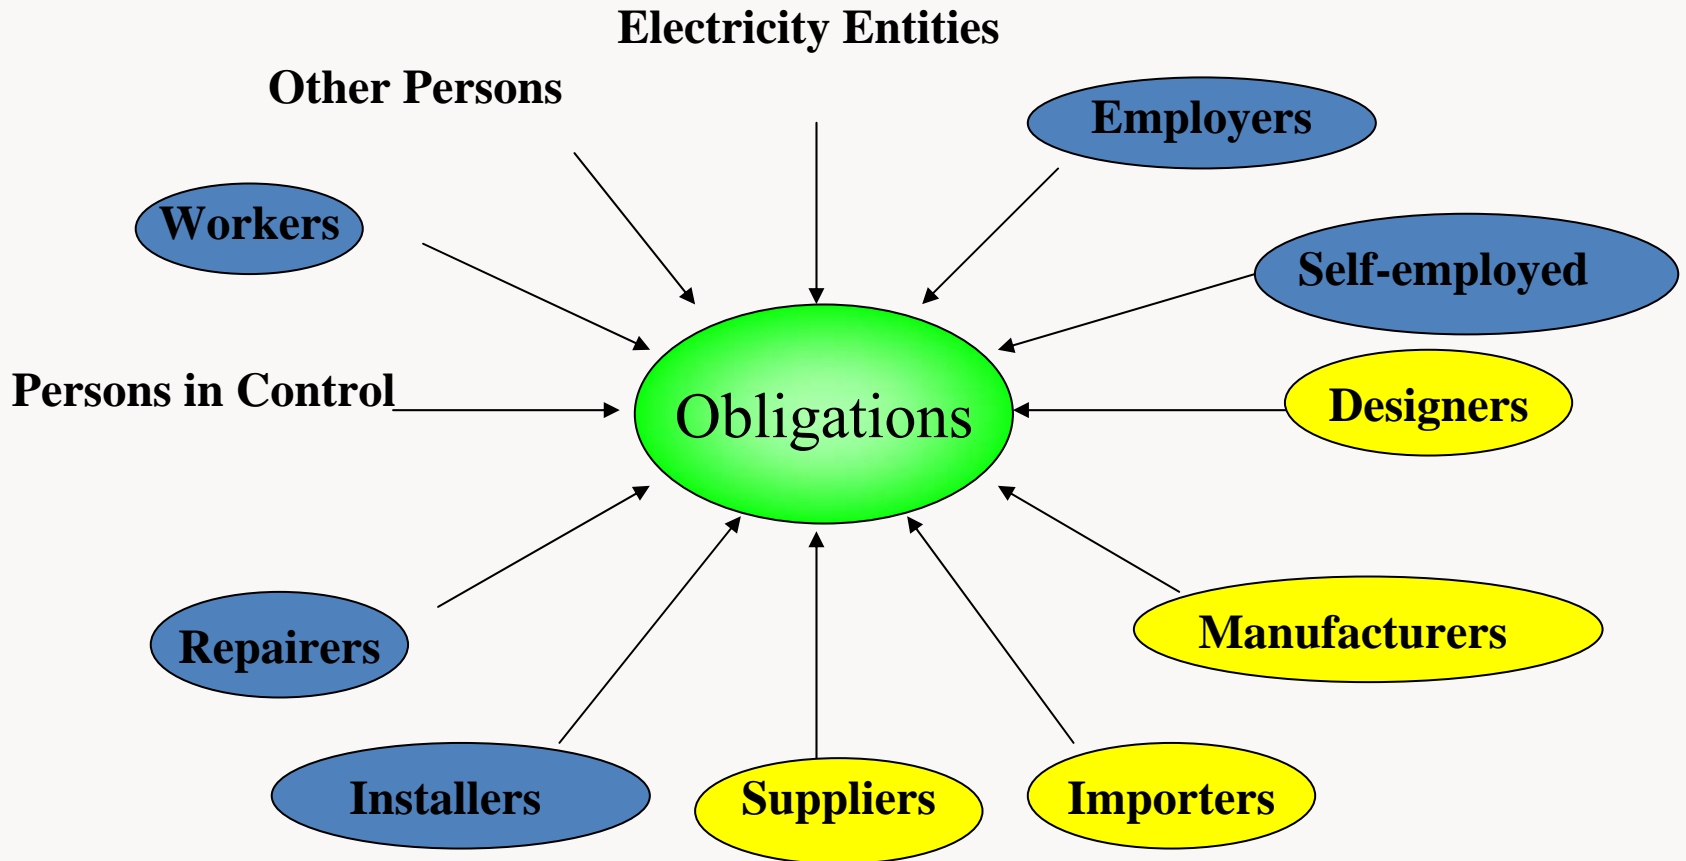 Electricity Entities
Other Persons
Employers
Workers
Self-employed
Persons in Control
Designers
Obligations
Manufacturers
Repairers
Installers
Suppliers
Importers